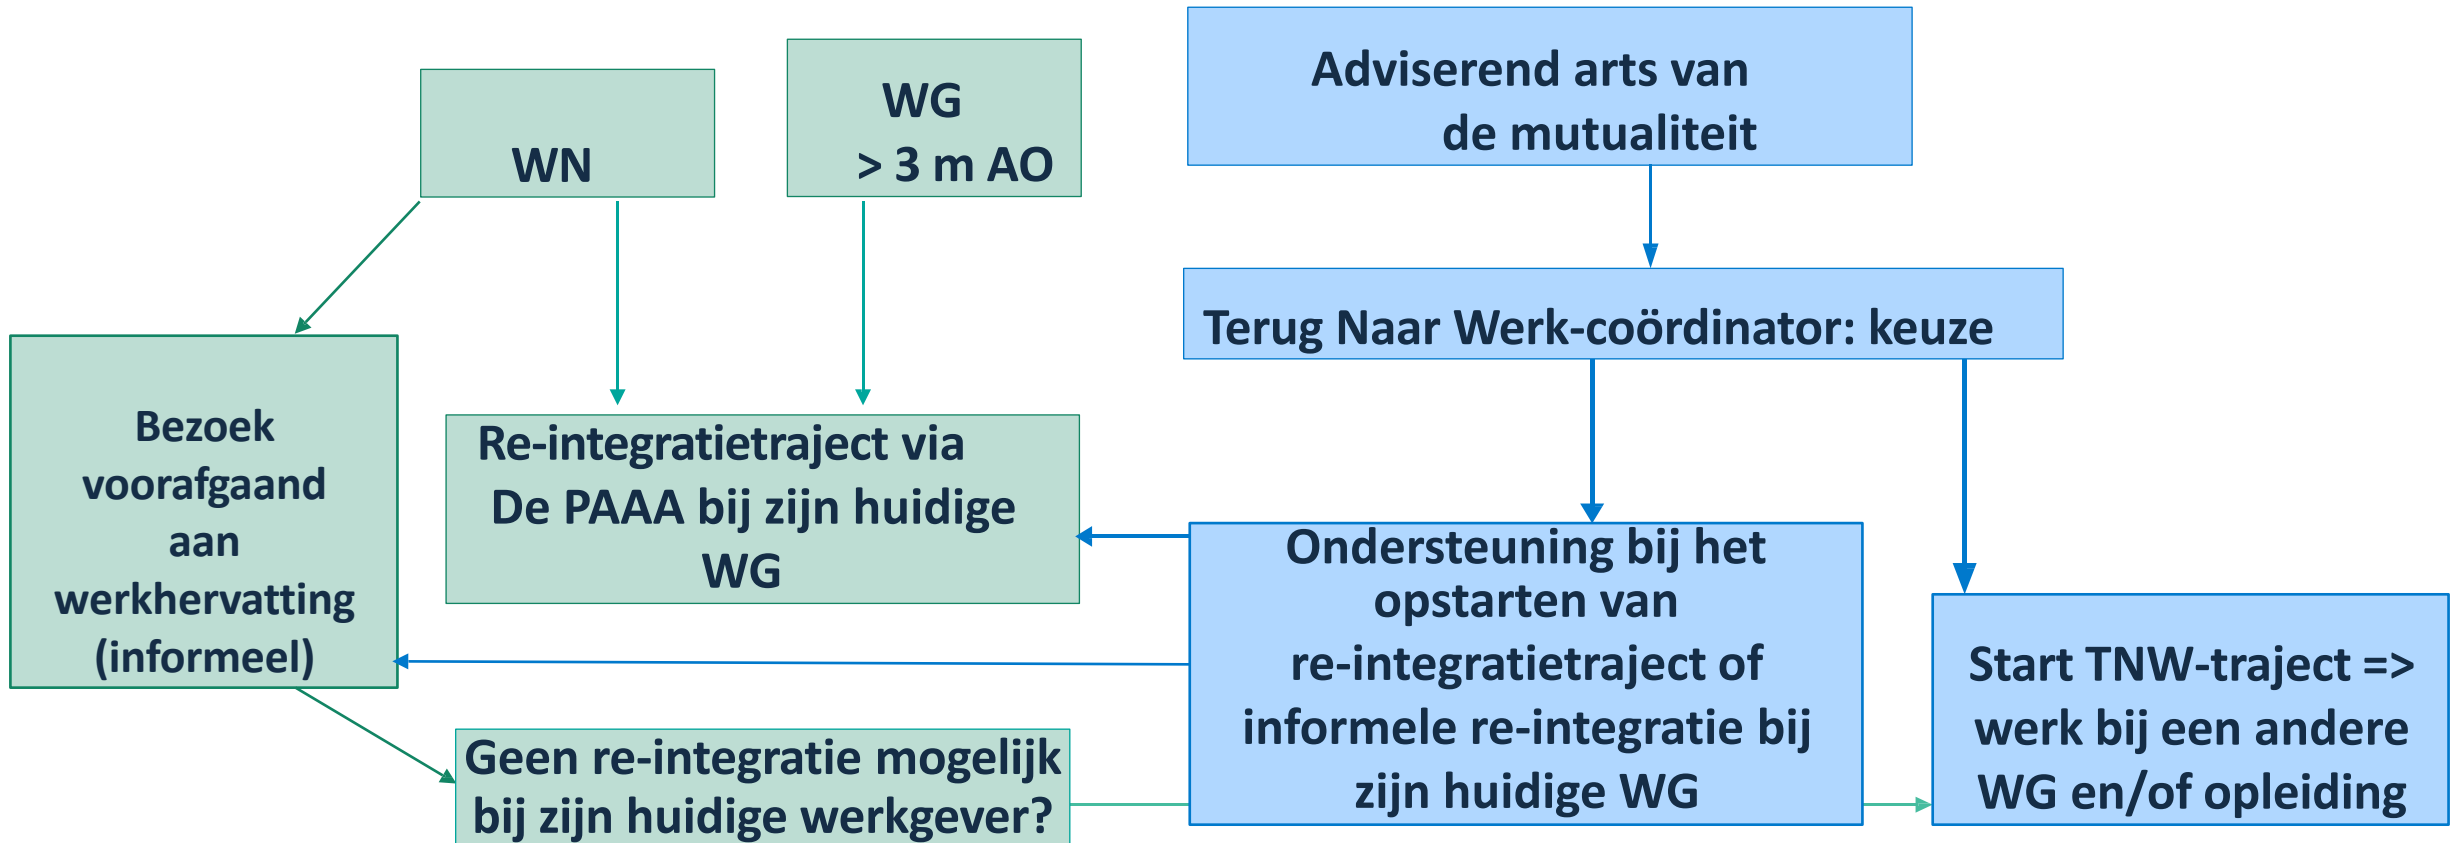 WN
WG
> 3 m AO
Adviserend arts van
de mutualiteit
Terug Naar Werk-coördinator: keuze
Bezoek
voorafgaand
aan
werkhervatting
(informeel)
Re-integratietraject via
De PAAA bij zijn huidige
WG
Ondersteuning bij het
opstarten van
re-integratietraject of
informele re-integratie bij
zijn huidige WG
Start TNW-traject =>
werk bij een andere
WG en/of opleiding
Geen re-integratie mogelijk
bij zijn huidige werkgever?